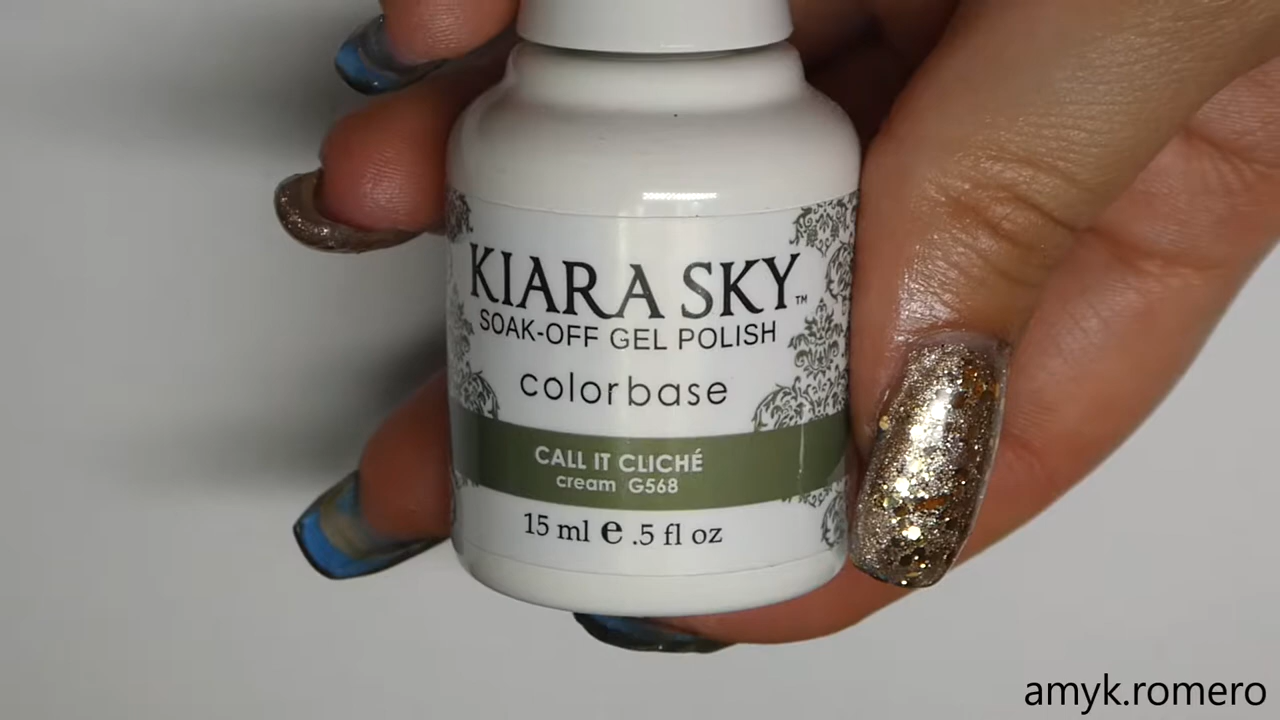 KIARA SKY™
SOAK-OFF GEL POLISH
colorbase
CALL IT CLICHÉ
cream G568
15 ml e .5 fl oz
amyk.romero